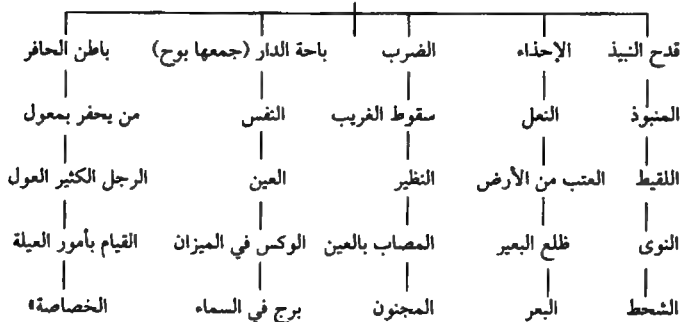 قدح النبيذ الإحذاء الضرب باحة الدار (جمعها بوح) باطن الحافر
المنبوذ النعل سقوط الغريب النفس من يحفر بمعول
اللقيط العتب من الأرض النظير العين الرجل الكثير العول
النوى ظلع البعير المصاب بالعين الوكس في الميزان القيام بأمور العيلة
الشحط البعر المجنون برج في السماء الخصاصة»